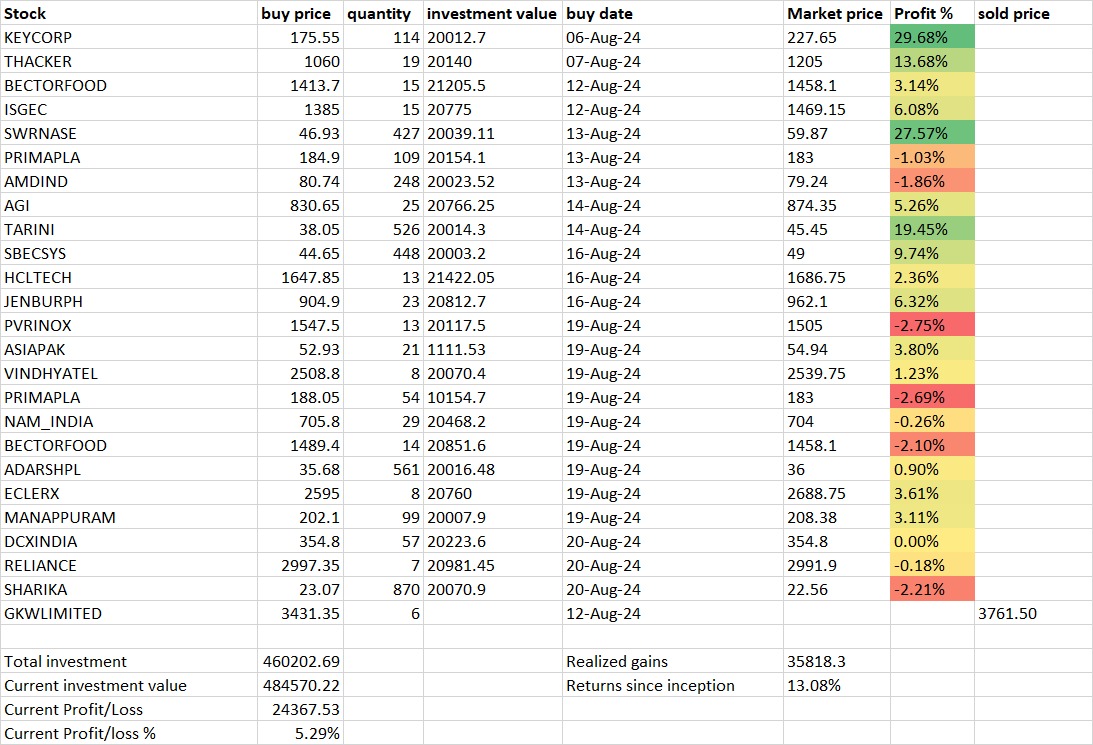 Stock buy price quantity investment value buy date Market price Profit % sold price
KEYCORP 175.55 114 20012.7 06-Aug-24 227.65 29.68%
THACKER 1060 19 20140 07-Aug-24 1205 13.68%
BECTORFOOD 1413.7 15 21205.5 12-Aug-24 1458.1 3.14%
ISGEC 1385 15 20775 12-Aug-24 1469.15 6.08%
SWRNASE 46.93 427 20039.11 13-Aug-24 59.87 27.57%
PRIMAPLA 184.9 109 20154.1 13-Aug-24 183 -1.03%
AMDIND 80.74 248 20023.52 13-Aug-24 79.24 -1.86%
AGI 830.65 25 20766.25 14-Aug-24 874.35 5.26%
TARINI 38.05 526 20014.3 14-Aug-24 45.45 19.45%
SBECSYS 44.65 448 20003.2 16-Aug-24 49 9.74%
HCLTECH 1647.85 13 21422.05 16-Aug-24 1686.75 2.36%
JENBURPH 904.9 23 20812.7 16-Aug-24 962.1 6.32%
PVRINOX 1547.5 13 20117.5 19-Aug-24 1505 -2.75%
ASIAPAK 52.93 21 1111.53 19-Aug-24 54.94 3.80%
VINDHYATEL 2508.8 8 20070.4 19-Aug-24 2539.75 1.23%
PRIMAPLA 188.05 54 10154.7 19-Aug-24 183 -2.69%
NAM_INDIA 705.8 29 20468.2 19-Aug-24 704 -0.26%
BECTORFOOD 1489.4 14 20851.6 19-Aug-24 1458.1 -2.10%
ADARSHPL 35.68 561 20016.48 19-Aug-24 36 0.90%
ECLERX 2595 8 20760 19-Aug-24 2688.75 3.61%
MANAPPURAM 202.1 99 20007.9 19-Aug-24 208.38 3.11%
DCXINDIA 354.8 57 20223.6 20-Aug-24 354.8 0.00%
RELIANCE 2997.35 7 20981.45 20-Aug-24 2991.9 -0.18%
SHARIKA 23.07 870 20070.9 20-Aug-24 22.56 -2.21%
GKWLIMITED 3431.35 6 12-Aug-24 3761.50
Total investment 460202.69 Realized gains 35818.3
Current investment value 484570.22 Returns since inception 13.08%
Current Profit/Loss 24367.53
Current Profit/loss % 5.29%